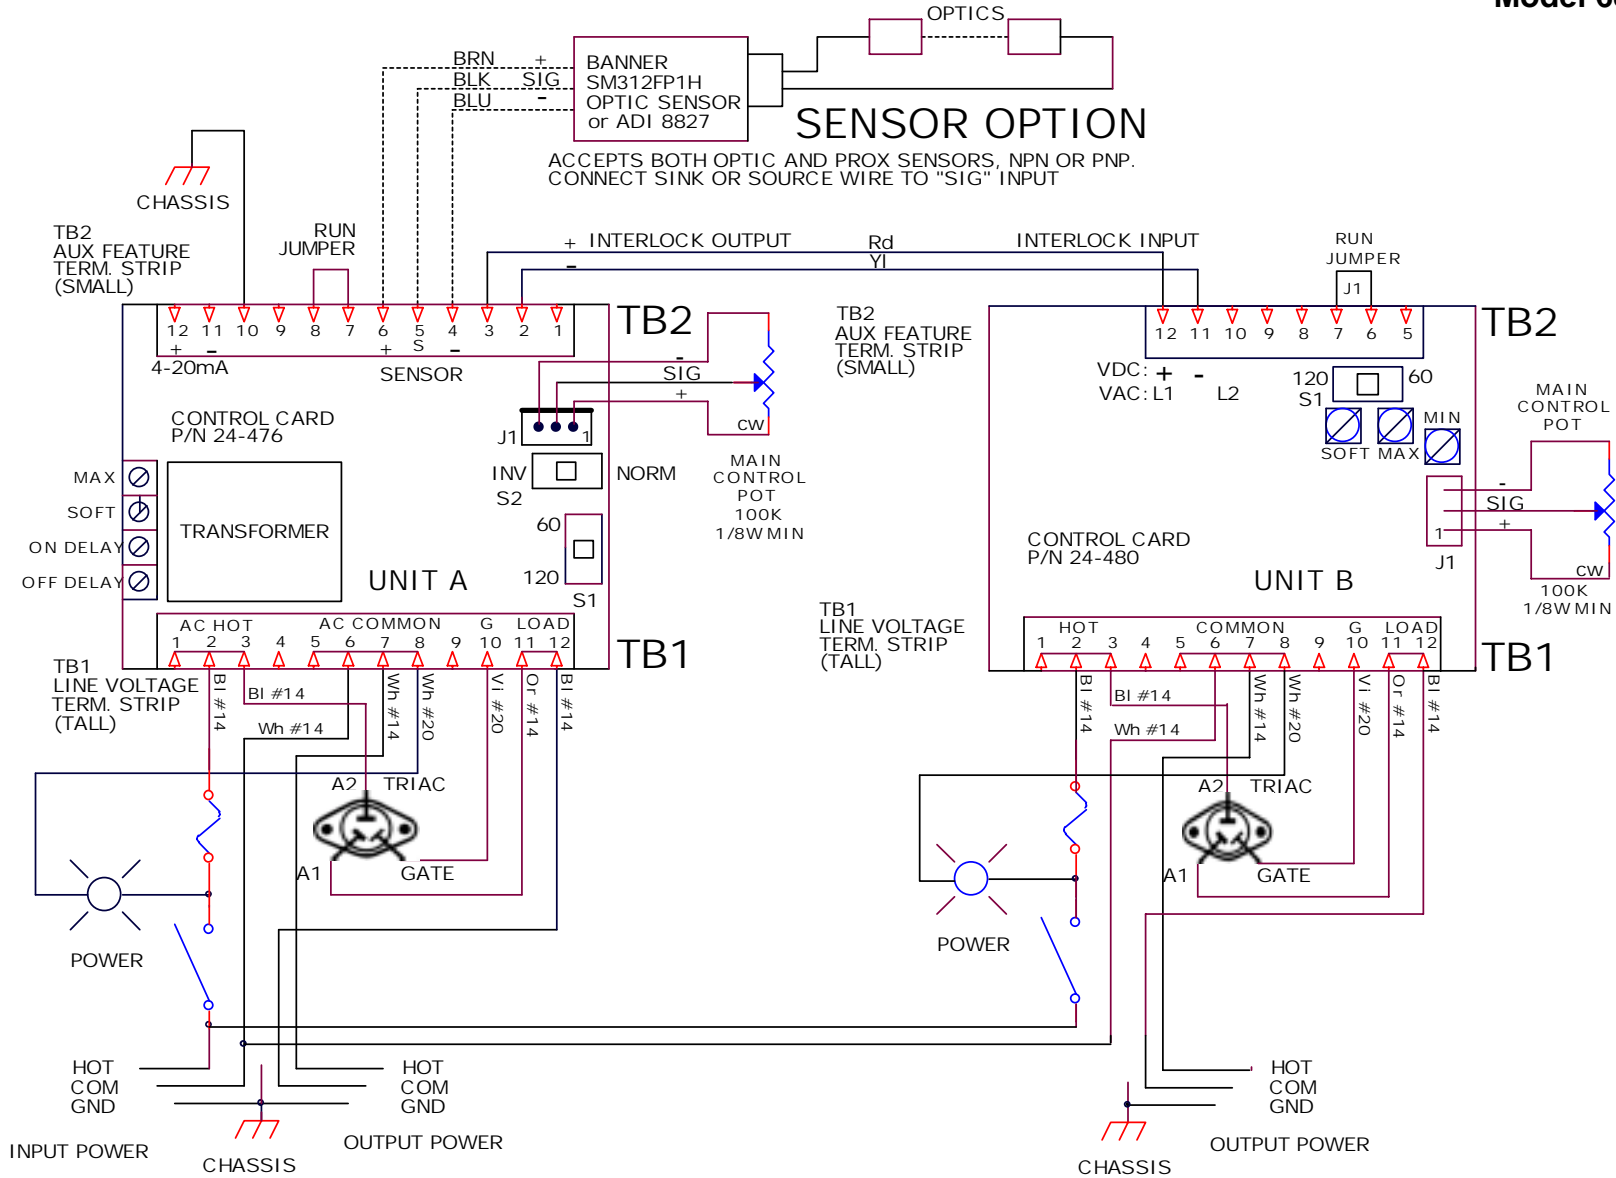 OPTICS
BRN +
BLK SIG
BLU -
BANNER
SM312FP1H
OPTIC SENSOR
or ADI 8827
SENSOR OPTION
ACCEPTS BOTH OPTIC AND PROX SENSORS, NPN OR PNP.
CONNECT SINK OR SOURCE WIRE TO "SIG" INPUT
CHASSIS
TB2
AUX FEATURE
TERM. STRIP
(SMALL)
RUN
JUMPER
+ INTERLOCK OUTPUT Rd INTERLOCK INPUT
- Yl
RUN
JUMPER
J1
12 11 10 9 8 7 6 5 4 3 2 1
+ - + S -
4-20mA
SENSOR
TB2
CONTROL CARD
P/N 24-476
-
SIG
+
CW
J1
1
INV NORM
S2
MAIN
CONTROL
POT
100K
1/8W MIN
MAX
SOFT
ON DELAY
OFF DELAY
TRANSFORMER
60
120
S1
UNIT A
AC HOT AC COMMON G LOAD
1 2 3 4 5 6 7 8 9 10 11 12
TB1
TB1
LINE VOLTAGE
TERM. STRIP
(TALL)
Bl #14
Bl #14
Wh #14
Wh #14
Wh #20
Vi #20
Or #14
Bl #14
A2 TRIAC
A1 GATE
POWER
HOT
COM
GND
INPUT POWER
CHASSIS
HOT
COM
GND
OUTPUT POWER
TB2
AUX FEATURE
TERM. STRIP
(SMALL)
12 11 10 9 8 7 6 5
TB2
VDC: + -
VAC: L1 L2
120 60
S1
SOFT MAX MIN
MAIN
CONTROL
POT
-
SIG
+
1
J1
CW
100K
1/8W MIN
CONTROL CARD
P/N 24-480
UNIT B
TB1
LINE VOLTAGE
TERM. STRIP
(TALL)
HOT COMMON G LOAD
1 2 3 4 5 6 7 8 9 10 11 12
TB1
Bl #14
Bl #14
Wh #14
Wh #14
Wh #20
Vi #20
Or #14
Bl #14
A2 TRIAC
A1 GATE
POWER
HOT
COM
GND
OUTPUT POWER
CHASSIS